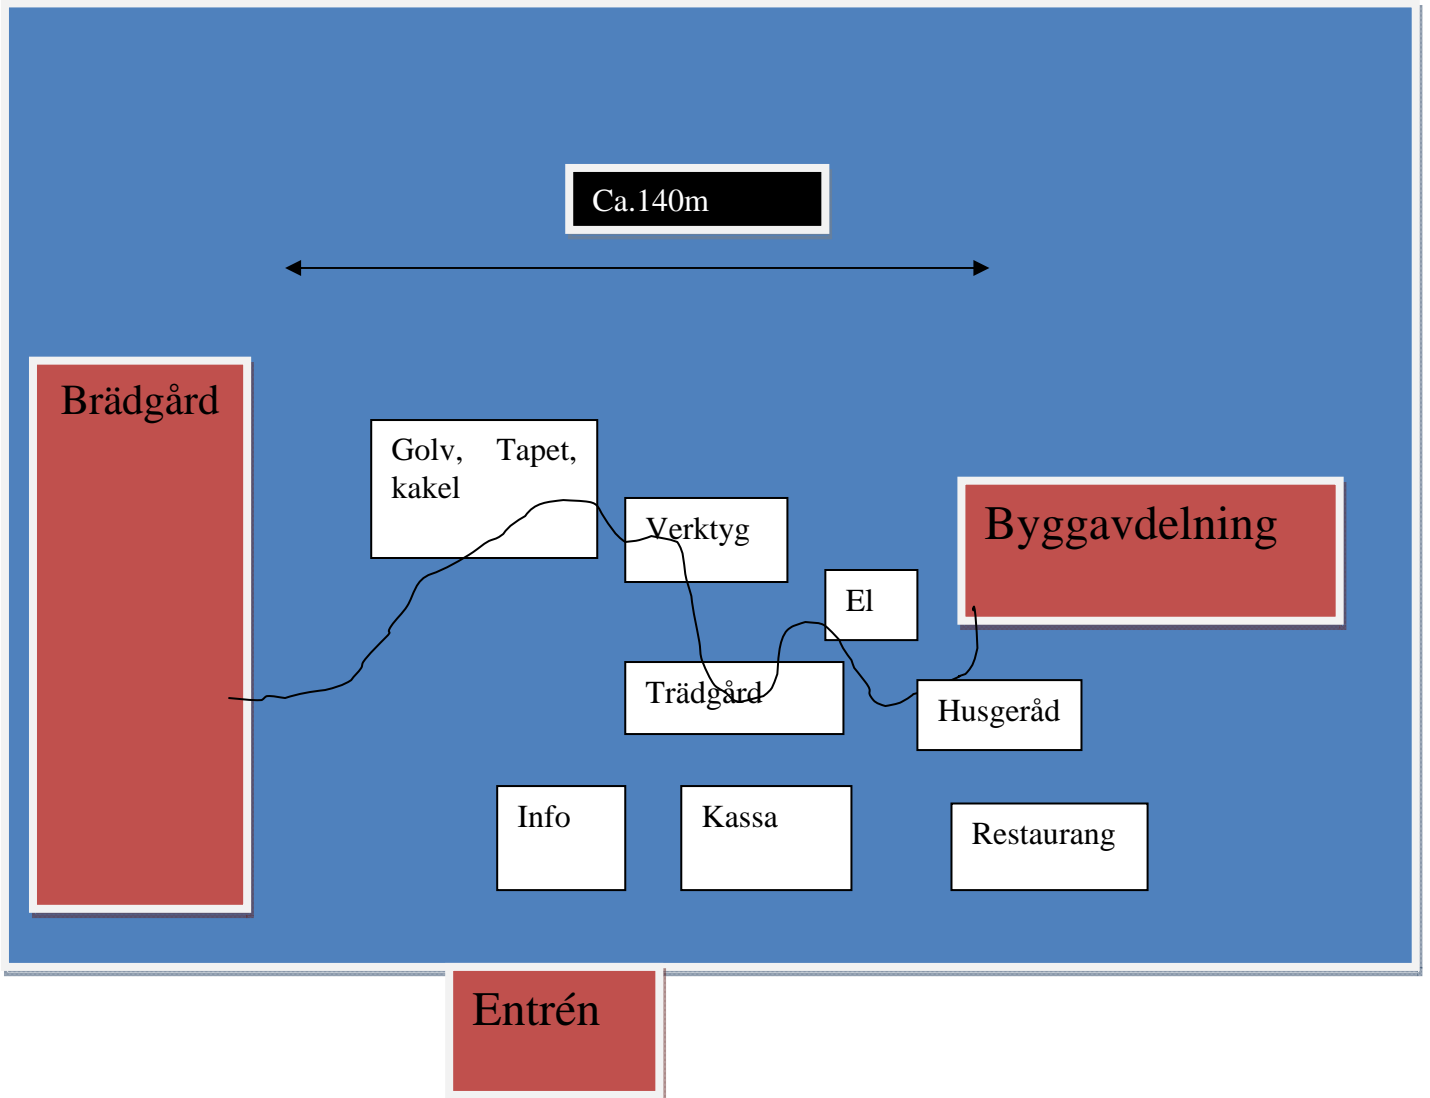 Ca.140m
Brädgård
Golv, Tapet,
kakel
Verktyg
Byggavdelning
El
Trädgård
Husgeråd
Info
Kassa
Restaurang
Entrén